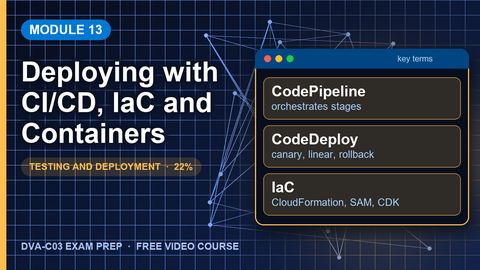 MODULE 13
Deploying with
CI/CD, IaC and
Containers
TESTING AND DEPLOYMENT · 22%
DVA-C03 EXAM PREP · FREE VIDEO COURSE
key terms
CodePipeline
orchestrates stages
CodeDeploy
canary, linear, rollback
IaC
CloudFormation, SAM, CDK